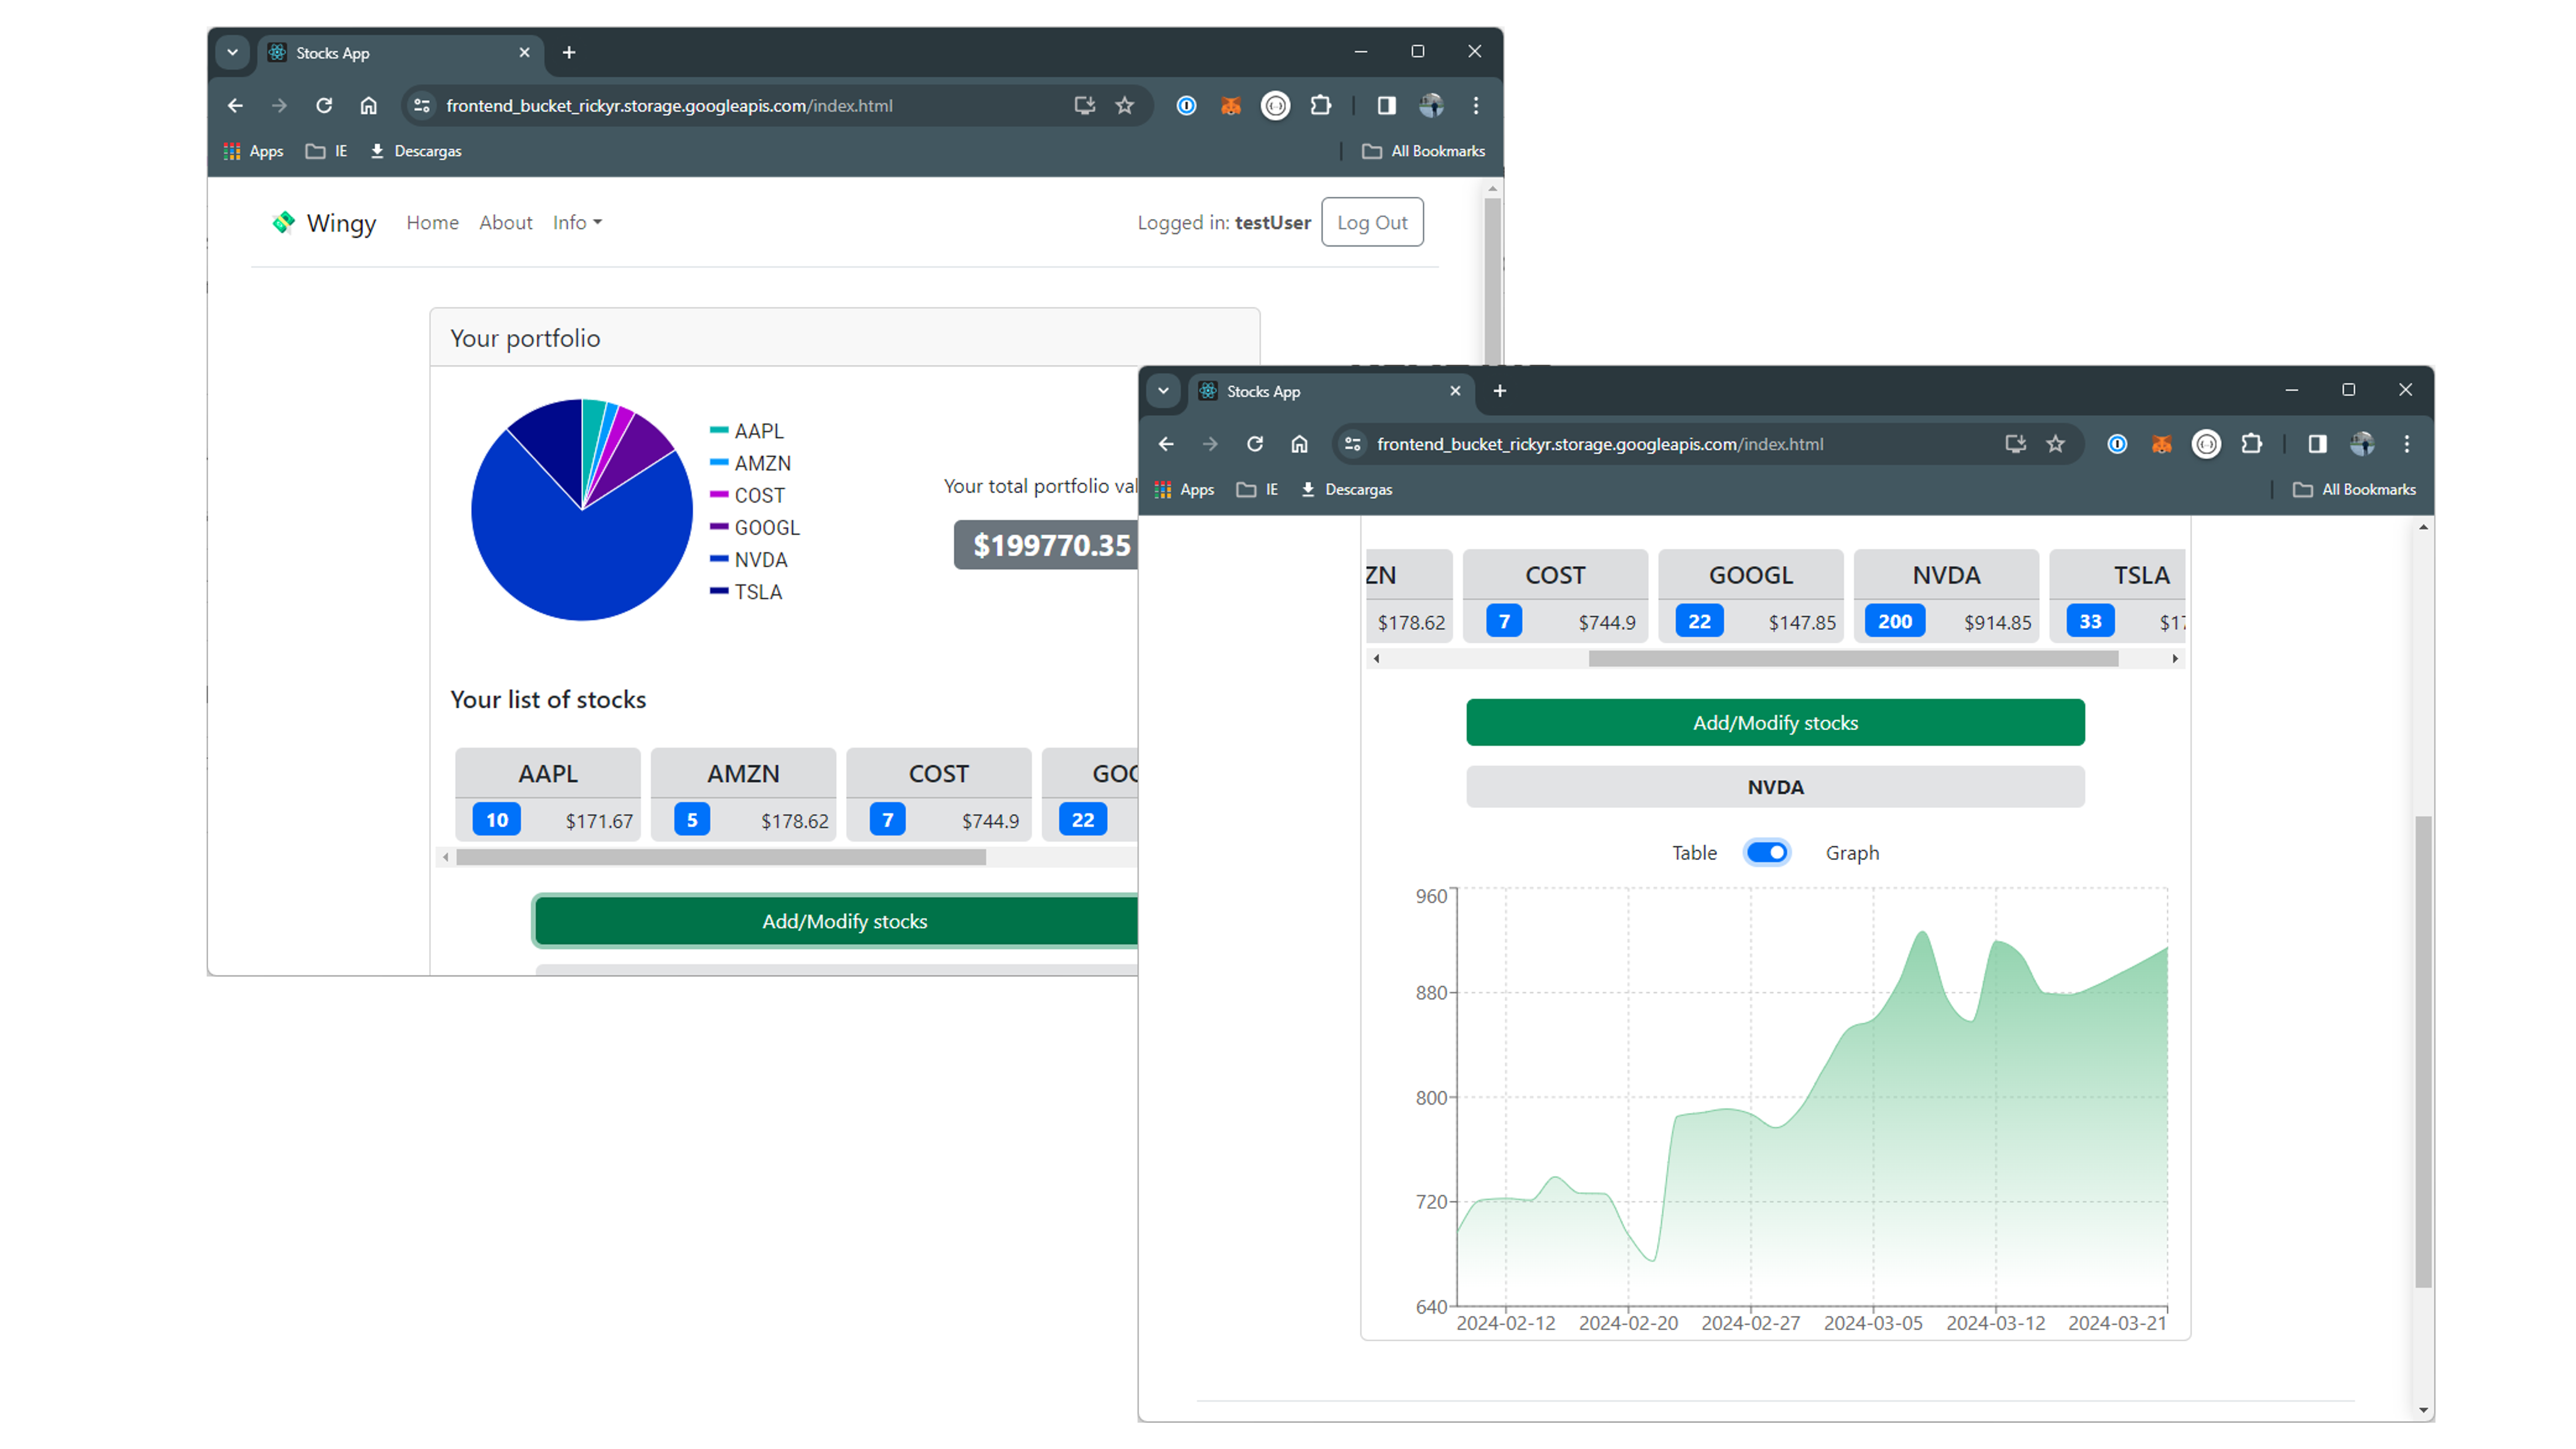 Stocks App
frontend_bucket_rickyr.storage.googleapis.com/index.html
Apps IE Descargas All Bookmarks
Wingy Home About Info Logged in: testUser Log Out
Your portfolio
AAPL
AMZN
COST
GOOGL
NVDA
TSLA
Your total portfolio val
$199770.35
Your list of stocks
AAPL AMZN COST GOO
10 $171.67 5 $178.62 7 $744.9 22
Add/Modify stocks
Stocks App
frontend_bucket_rickyr.storage.googleapis.com/index.html
Apps IE Descargas All Bookmarks
ZN COST GOOGL NVDA TSLA
$178.62 7 $744.9 22 $147.85 200 $914.85 33 $17
Add/Modify stocks
NVDA
Table Graph
960
880
800
720
640
2024-02-12 2024-02-20 2024-02-27 2024-03-05 2024-03-12 2024-03-21